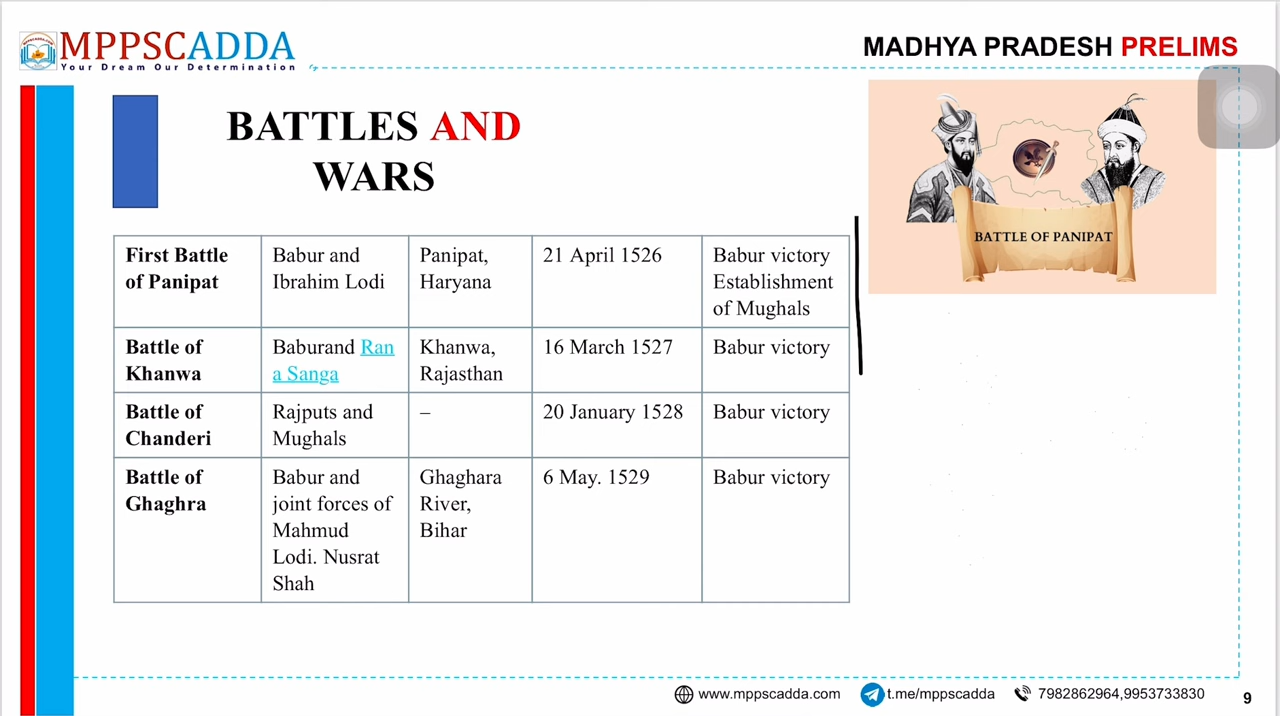 MPPSCADDA
Your Dream Our Determination
MADHYA PRADESH PRELIMS
BATTLES AND
WARS
BATTLE OF PANIPAT
First Battle
of Panipat
Babur and
Ibrahim Lodi
Panipat,
Haryana
21 April 1526
Babur victory
Establishment
of Mughals
Battle of
Khanwa
Baburand Ran
a Sanga
Khanwa,
Rajasthan
16 March 1527
Babur victory
Battle of
Chanderi
Rajputs and
Mughals
–
20 January 1528
Babur victory
Battle of
Ghaghra
Babur and
joint forces of
Mahmud
Lodi. Nusrat
Shah
Ghaghara
River,
Bihar
6 May. 1529
Babur victory
www.mppscadda.com
t.me/mppscadda
7982862964,9953733830
9